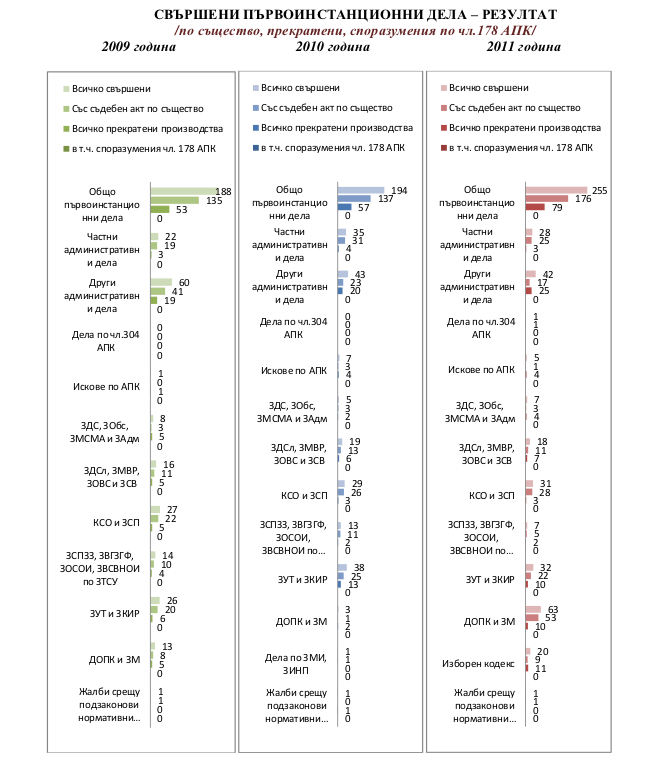 СВЪРШЕНИ ПЪРВОИНСТАНЦИОННИ ДЕЛА – РЕЗУЛТАТ
/по същество, прекратени, споразумения по чл.178 АПК/
2009 година
2010 година
2011 година
Всичко свършени
Със съдебен акт по същество
Всичко прекратени производства
в т.ч. споразумения чл. 178 АПК
Общо
първоинстанцио
нни дела
188
135
53
0
Частни
административн
и дела
22
19
3
0
Други
административн
и дела
60
41
19
0
Дела по чл.304
АПК
0
0
0
0
Искове по АПК
1
0
1
0
ЗДС, ЗОбс,
ЗМСМА и ЗАдм
8
3
5
0
ЗДСл, ЗМВР,
ЗОВС и ЗСВ
16
11
5
0
КСО и ЗСП
27
22
5
0
ЗСПЗЗ, ЗВГЗГФ,
ЗОСОИ, ЗВСВНОИ
по ЗТСУ
14
10
4
0
ЗУТ и ЗКИР
26
20
6
0
ДОПК и ЗМ
13
8
5
0
Жалби срещу
подзаконови
нормативни...
1
1
0
0
Всичко свършени
Със съдебен акт по същество
Всичко прекратени производства
в т.ч. споразумения чл. 178 АПК
Общо
първоинстанцио
нни дела
194
137
57
0
Частни
административн
и дела
35
31
4
0
Други
административн
и дела
43
23
20
0
Дела по чл.304
АПК
0
0
0
0
Искове по АПК
7
3
4
0
ЗДС, ЗОбс,
ЗМСМА и ЗАдм
5
3
2
0
ЗДСл, ЗМВР,
ЗОВС и ЗСВ
19
13
6
0
КСО и ЗСП
29
26
3
0
ЗСПЗЗ, ЗВГЗГФ,
ЗОСОИ,
ЗВСВНОИ по...
13
11
2
0
ЗУТ и ЗКИР
38
25
13
0
ДОПК и ЗМ
3
1
2
0
Дела по ЗМИ,
ЗИНП
1
1
0
0
Жалби срещу
подзаконови
нормативни...
1
0
1
0
Всичко свършени
Със съдебен акт по същество
Всичко прекратени производства
в т.ч. споразумения чл. 178 АПК
Общо
първоинстанцио
нни дела
255
176
79
0
Частни
административн
и дела
28
25
3
0
Други
административн
и дела
42
17
25
0
Дела по чл.304
АПК
1
1
0
0
Искове по АПК
5
1
4
0
ЗДС, ЗОбс,
ЗМСМА и ЗАдм
7
3
4
0
ЗДСл, ЗМВР,
ЗОВС и ЗСВ
18
11
7
0
КСО и ЗСП
31
28
3
0
ЗСПЗЗ, ЗВГЗГФ,
ЗОСОИ,
ЗВСВНОИ по...
7
5
2
0
ЗУТ и ЗКИР
32
22
10
0
ДОПК и ЗМ
63
53
10
0
Изборен кодекс
20
9
11
0
Жалби срещу
подзаконови
нормативни...
1
1
0
0